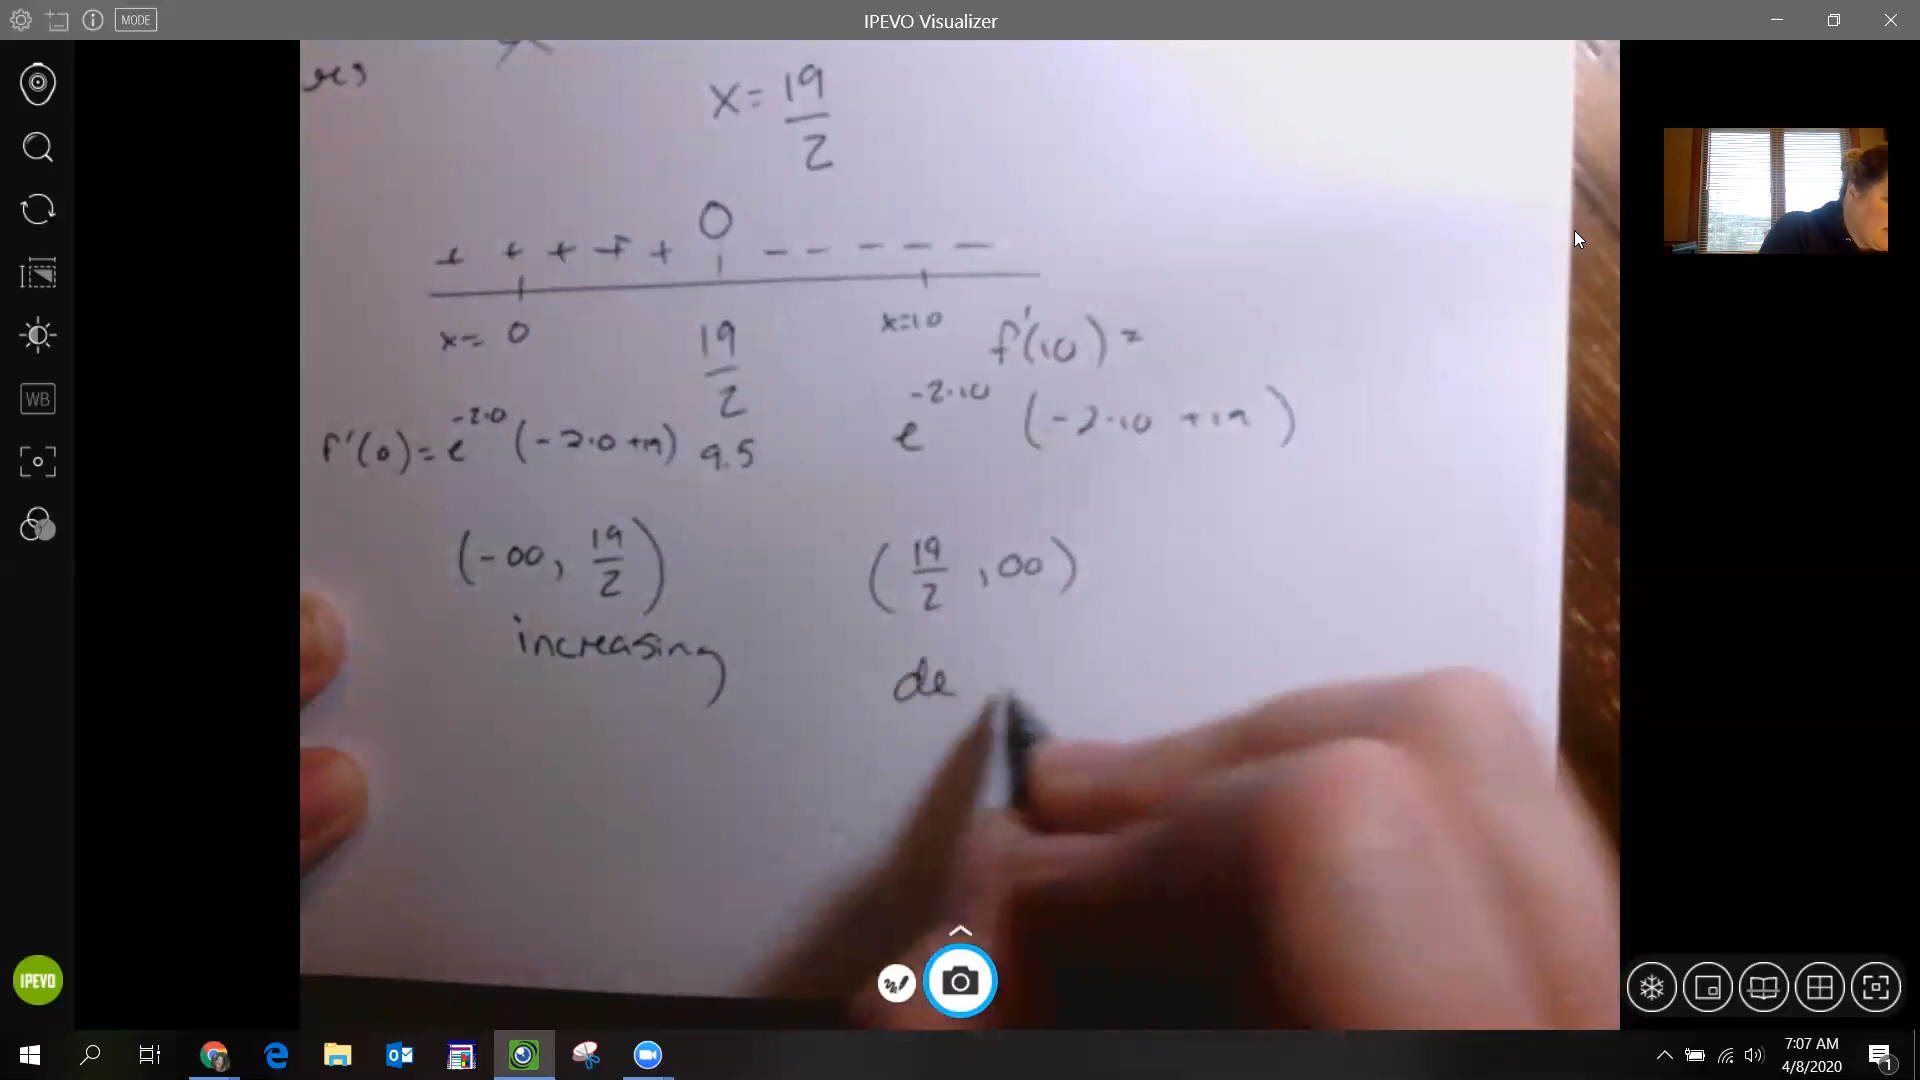 MODE
IPEVO Visualizer
x = 19/2
0
+ + + + + - - - - -
x = 0
19/2
x=10
f'(10) =
f'(0) = e^-2·0 (-2·0 +19)
9.5
e^-2·10 (-2·10 +19)
(-∞, 19/2)
(19/2, ∞)
increasing
de
WB
IPEVO
7:07 AM
4/8/2020
1